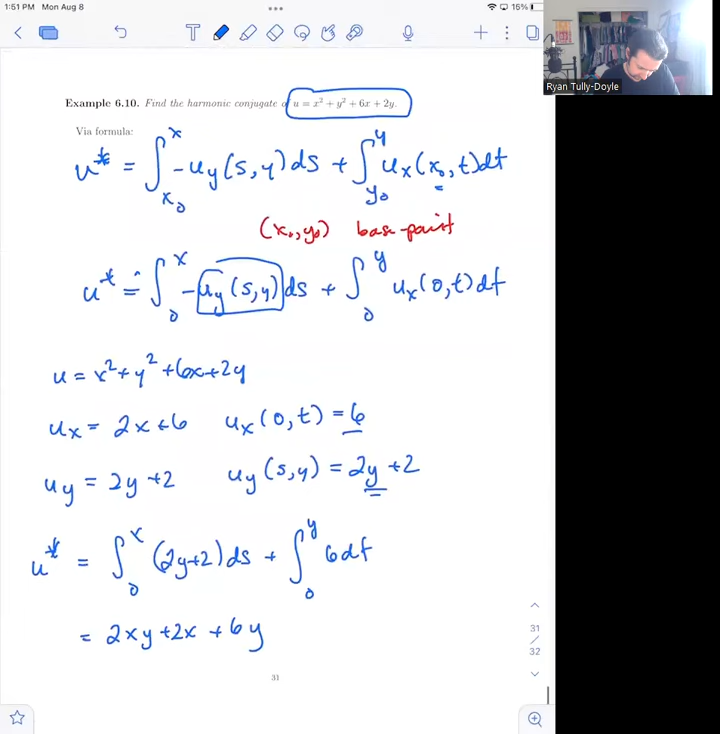 1:51 PM Mon Aug 8
15%
Ryan Tully-Doyle
Example 6.10. Find the harmonic conjugate u = x² + y² + 6x + 2y.
Via formula:
u* = ∫_{x₀}^{x} -u_y(s, y) ds + ∫_{y₀}^{y} u_x(x₀, t) dt
(x₀, y₀) base-point
u* = ∫_0^x -u_y(s, y) ds + ∫_0^y u_x(0, t) dt
u = x² + y² + 6x + 2y
u_x = 2x + 6 u_x(0, t) = 6
u_y = 2y + 2 u_y(s, y) = 2y + 2
u* = ∫_0^x (2y+2) ds + ∫_0^y 6 dt
= 2xy + 2x + 6y
31
31
/
32